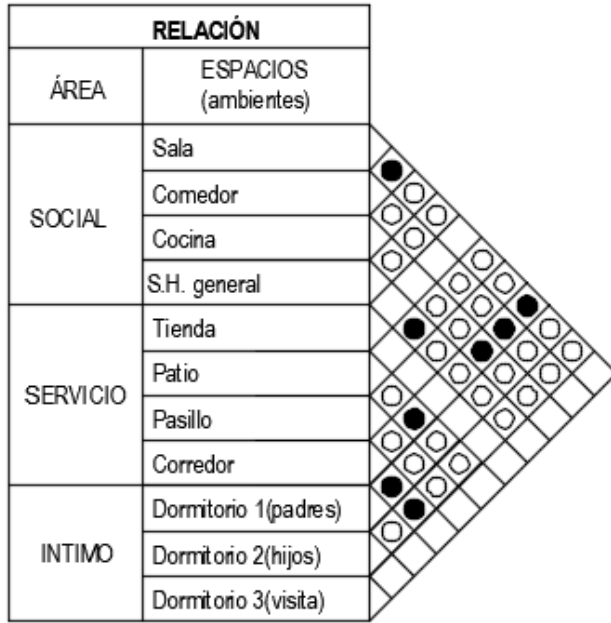 RELACIÓN
ÁREA
ESPACIOS
(ambientes)
SOCIAL
Sala
Comedor
Cocina
S.H. general
SERVICIO
Tienda
Patio
Pasillo
Corredor
INTIMO
Dormitorio 1(padres)
Dormitorio 2(hijos)
Dormitorio 3(visita)